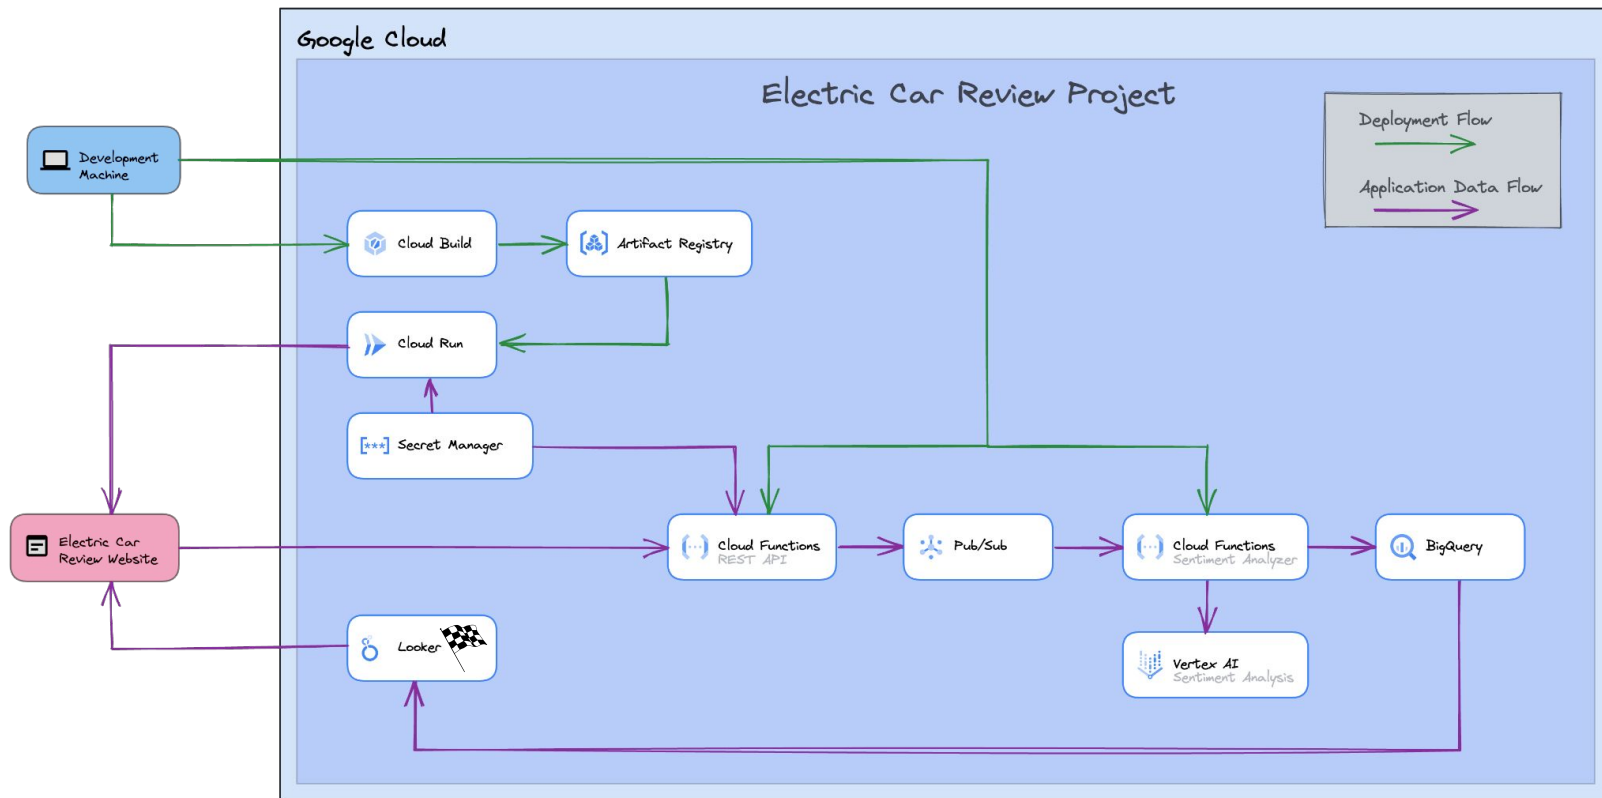 Google Cloud
Electric Car Review Project
Deployment Flow
Application Data Flow
Development
Machine
Cloud Build
Artifact Registry
Cloud Run
[***] Secret Manager
Electric Car
Review Website
Cloud Functions
REST API
Pub/Sub
Cloud Functions
Sentiment Analyzer
BigQuery
Looker
Vertex AI
Sentiment Analysis